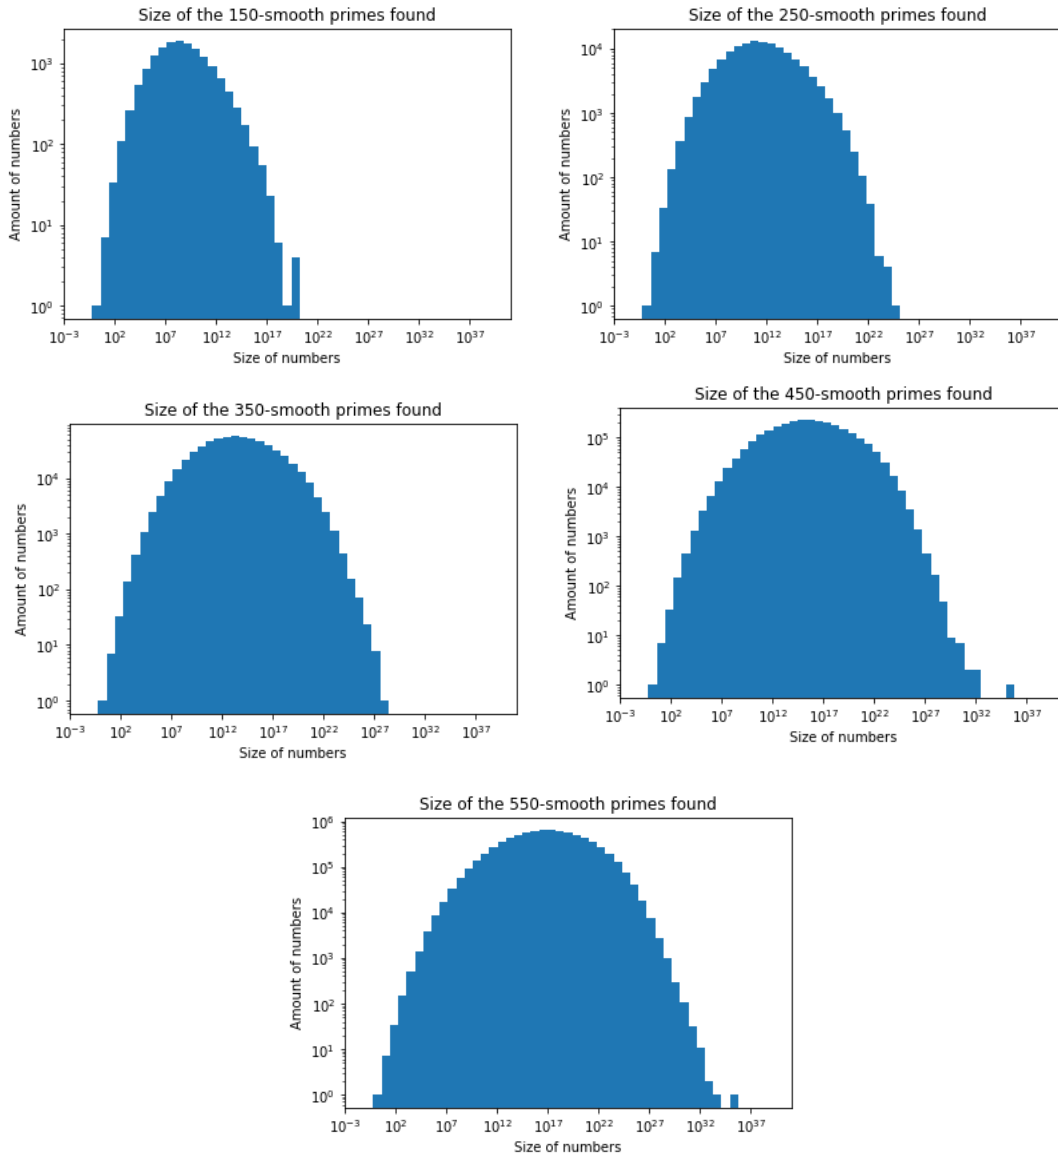 Size of the 150-smooth primes found
Amount of numbers
10³
10²
10¹
10⁰
10⁻³ 10² 10⁷ 10¹² 10¹⁷ 10²² 10²⁷ 10³² 10³⁷
Size of numbers
Size of the 250-smooth primes found
Amount of numbers
10⁴
10³
10²
10¹
10⁰
10⁻³ 10² 10⁷ 10¹² 10¹⁷ 10²² 10²⁷ 10³² 10³⁷
Size of numbers
Size of the 350-smooth primes found
Amount of numbers
10⁴
10³
10²
10¹
10⁰
10⁻³ 10² 10⁷ 10¹² 10¹⁷ 10²² 10²⁷ 10³² 10³⁷
Size of numbers
Size of the 450-smooth primes found
Amount of numbers
10⁵
10⁴
10³
10²
10¹
10⁰
10⁻³ 10² 10⁷ 10¹² 10¹⁷ 10²² 10²⁷ 10³² 10³⁷
Size of numbers
Size of the 550-smooth primes found
Amount of numbers
10⁶
10⁵
10⁴
10³
10²
10¹
10⁰
10⁻³ 10² 10⁷ 10¹² 10¹⁷ 10²² 10²⁷ 10³² 10³⁷
Size of numbers